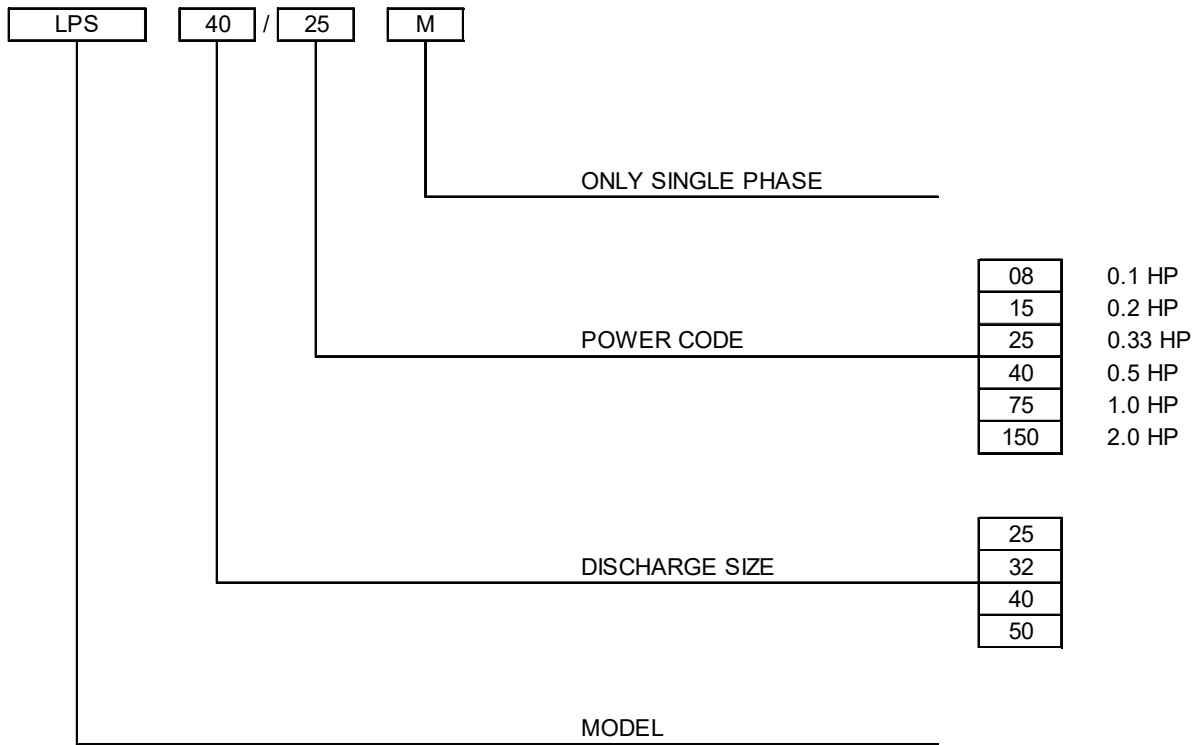 LPS 40 / 25 M
ONLY SINGLE PHASE
08 0.1 HP
15 0.2 HP
POWER CODE 25 0.33 HP
40 0.5 HP
75 1.0 HP
150 2.0 HP
25
DISCHARGE SIZE 32
40
50
MODEL